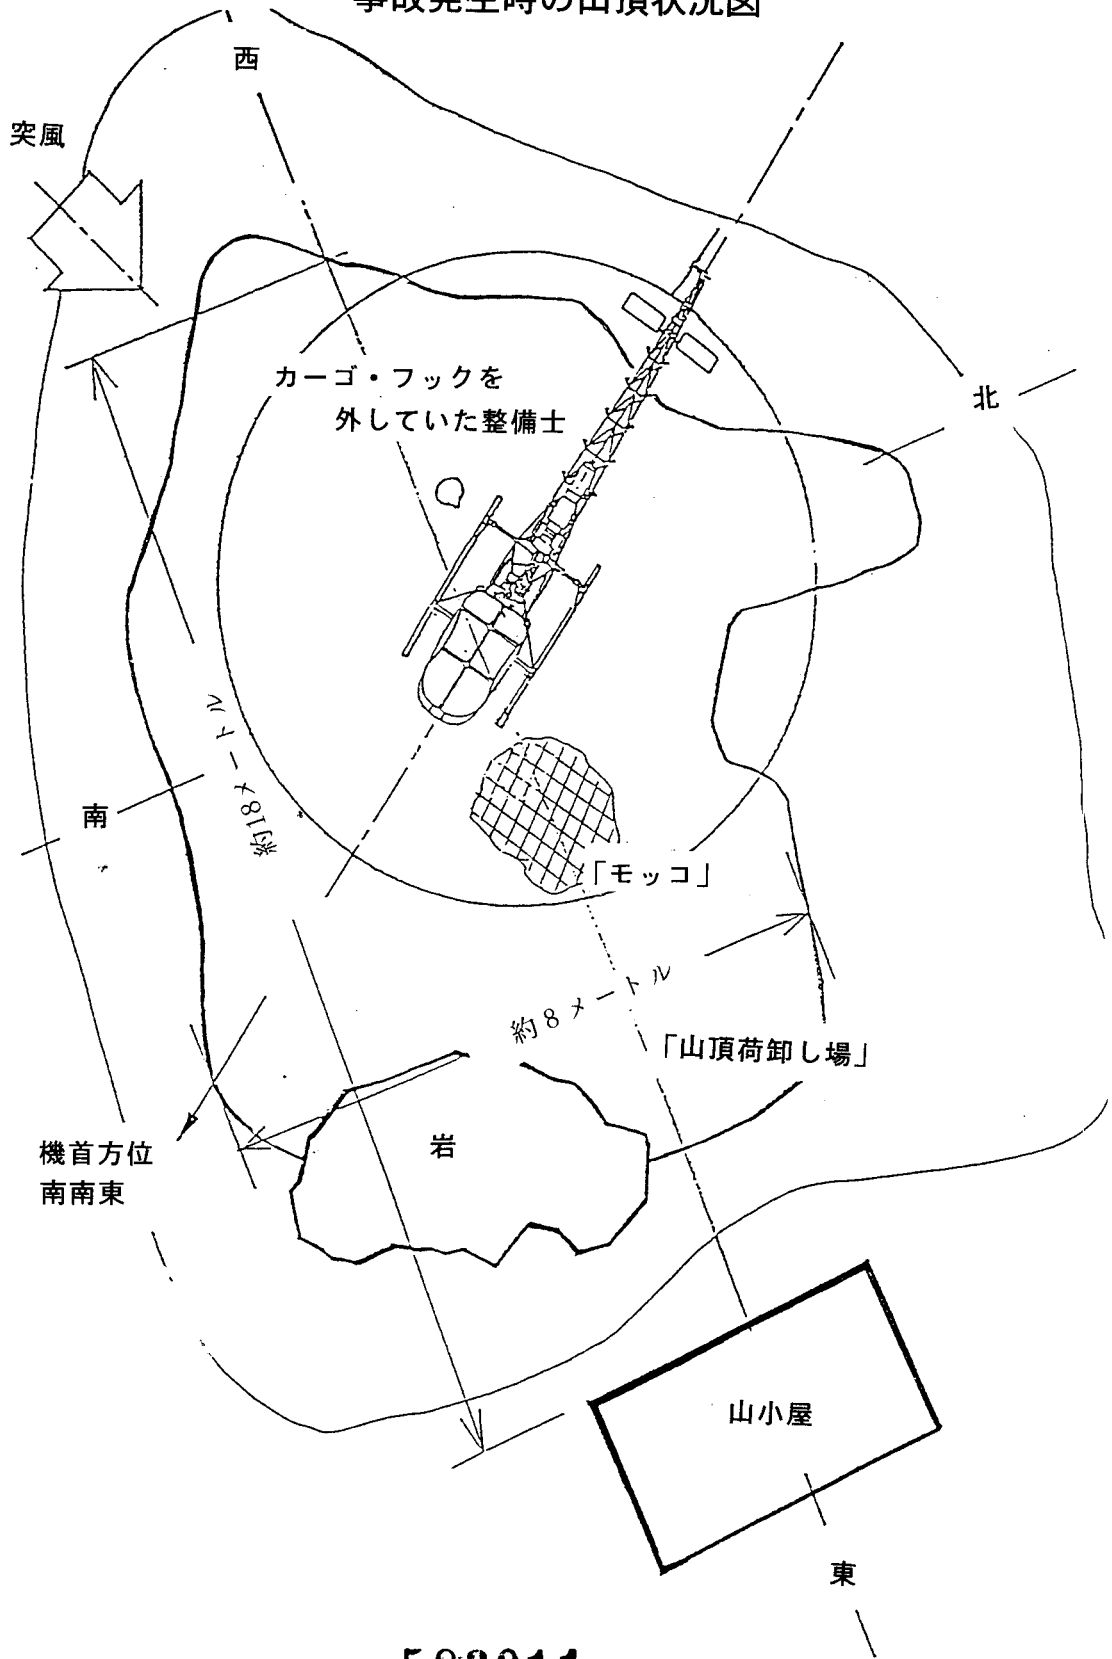 事故発生時の山頂状況図
西
突風
カーゴ・フックを
外していた整備士
北
約18メートル
南
「モッコ」
約8メートル
「山頂荷卸し場」
岩
機首方位
南南東
山小屋
東